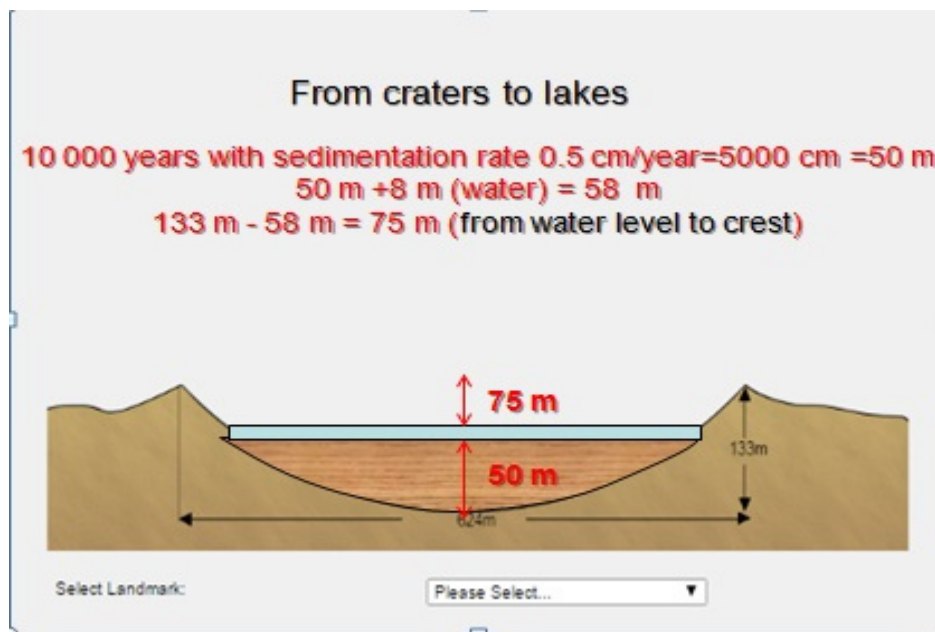 From craters to lakes
10 000 years with sedimentation rate 0.5 cm/year=5000 cm =50 m
50 m +8 m (water) = 58 m
133 m - 58 m = 75 m (from water level to crest)
75 m
133m
50 m
624m
Select Landmark:
Please Select...